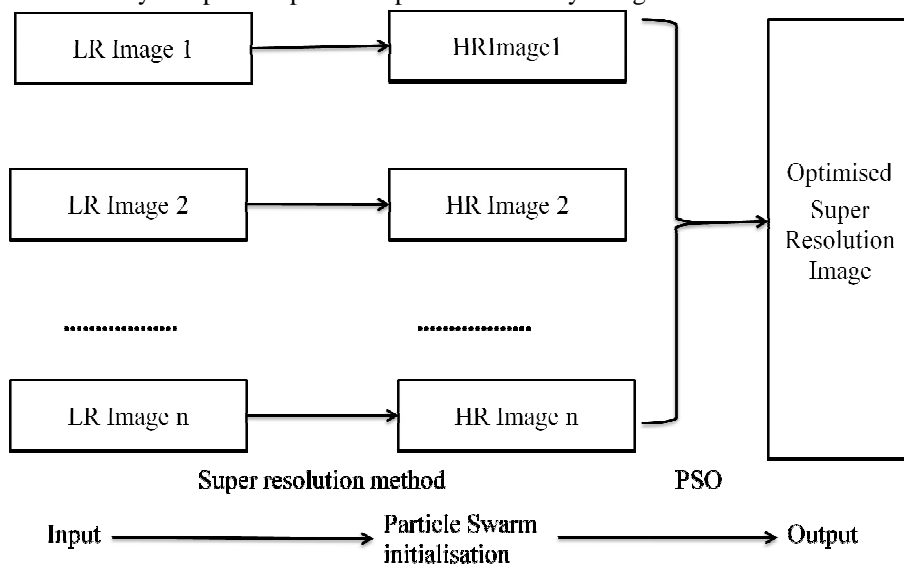 LR Image 1
HRImage1
LR Image 2
HR Image 2
Optimised
Super
Resolution
Image
LR Image n
HR Image n
Super resolution method
PSO
Input
Particle Swarm
initialisation
Output